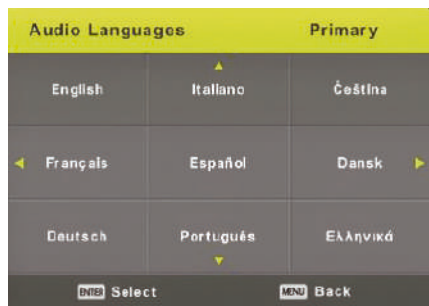 Audio Languages Primary
English Italiano Čeština
Français Español Dansk
Deutsch Português Ελληνικά
ENTER Select MENU Back